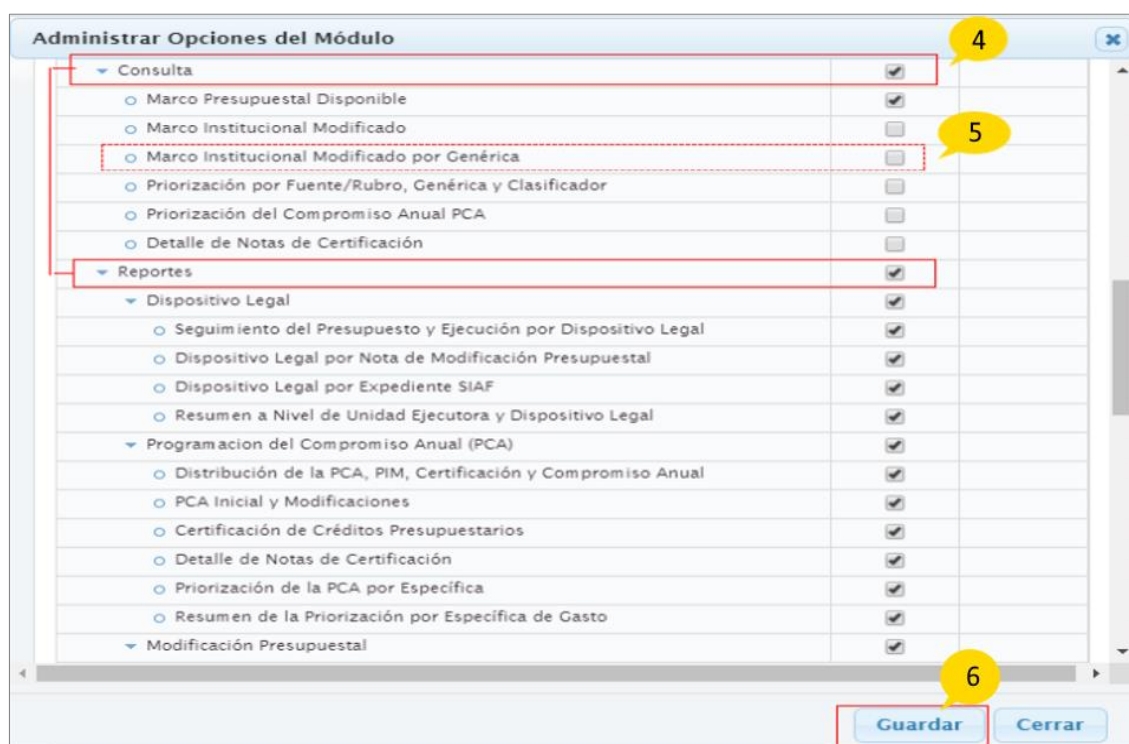 Administrar Opciones del Módulo
4
Consulta
Marco Presupuestal Disponible
Marco Institucional Modificado
5
Marco Institucional Modificado por Genérica
Priorización por Fuente/Rubro, Genérica y Clasificador
Priorización del Compromiso Anual PCA
Detalle de Notas de Certificación
Reportes
Dispositivo Legal
Seguimiento del Presupuesto y Ejecución por Dispositivo Legal
Dispositivo Legal por Nota de Modificación Presupuestal
Dispositivo Legal por Expediente SIAF
Resumen a Nivel de Unidad Ejecutora y Dispositivo Legal
Programacion del Compromiso Anual (PCA)
Distribución de la PCA, PIM, Certificación y Compromiso Anual
PCA Inicial y Modificaciones
Certificación de Créditos Presupuestarios
Detalle de Notas de Certificación
Priorización de la PCA por Específica
Resumen de la Priorización por Específica de Gasto
Modificación Presupuestal
6
Guardar Cerrar